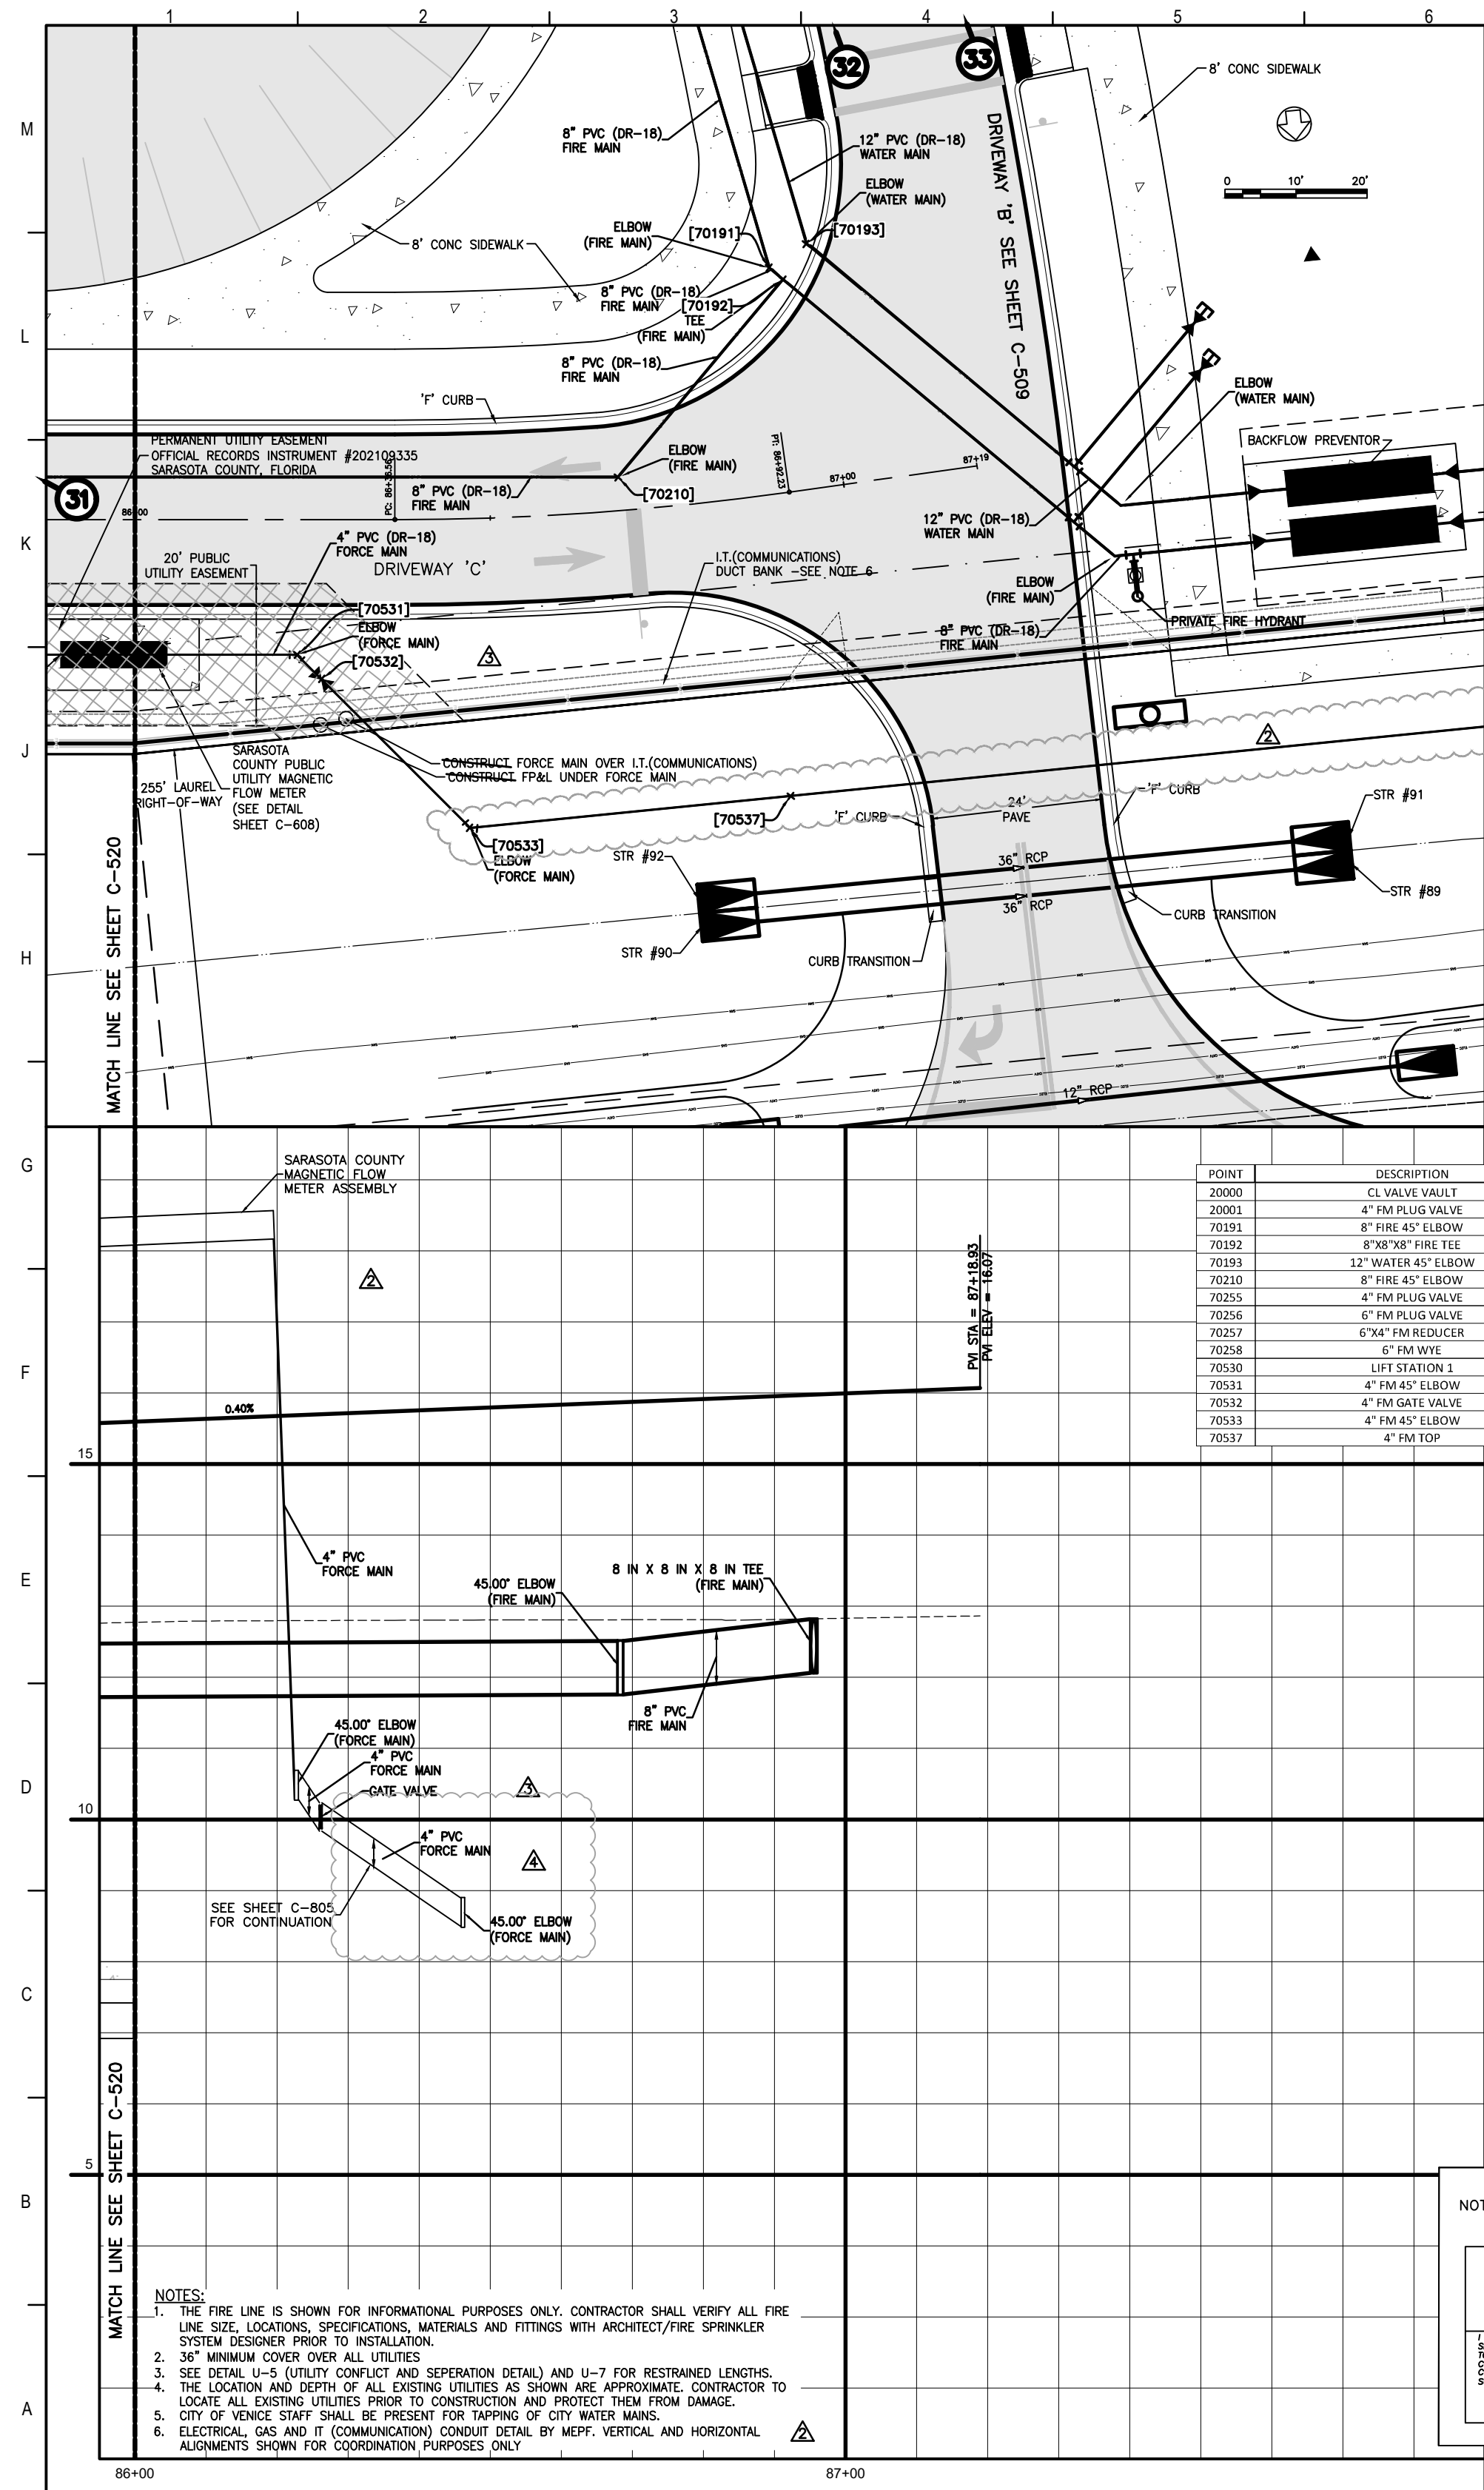 1 2 3 4 5 6
M
L
K
J
H
G
F
E
D
C
B
A
32
33
31
8' CONC SIDEWALK
0 10' 20'
8" PVC (DR-18)
FIRE MAIN
12" PVC (DR-18)
WATER MAIN
ELBOW
(WATER MAIN)
ELBOW
(FIRE MAIN)
[70191]
[70193]
DRIVEWAY 'B' SEE SHEET C-509
8' CONC SIDEWALK
8" PVC (DR-18)
FIRE MAIN
[70192]
TEE
(FIRE MAIN)
8" PVC (DR-18)
FIRE MAIN
'F' CURB
ELBOW
(WATER MAIN)
BACKFLOW PREVENTOR
PERMANENT UTILITY EASEMENT
OFFICIAL RECORDS INSTRUMENT #202109335
SARASOTA COUNTY, FLORIDA
ELBOW
(FIRE MAIN)
[70210]
8" PVC (DR-18)
FIRE MAIN
PT: 86+92.23
87+00
87+19
86+00
12" PVC (DR-18)
WATER MAIN
4" PVC (DR-18)
FORCE MAIN
DRIVEWAY 'C'
20' PUBLIC
UTILITY EASEMENT
I.T.(COMMUNICATIONS)
DUCT BANK -SEE NOTE 6
ELBOW
(FIRE MAIN)
PRIVATE FIRE HYDRANT
8" PVC (DR-18)
FIRE MAIN
[70531]
ELBOW
(FORCE MAIN)
[70532]
3
2
SARASOTA
COUNTY PUBLIC
UTILITY MAGNETIC
FLOW METER
(SEE DETAIL
SHEET C-608)
255' LAUREL
RIGHT-OF-WAY
CONSTRUCT FORCE MAIN OVER I.T.(COMMUNICATIONS)
CONSTRUCT FP&L UNDER FORCE MAIN
[70537]
'F' CURB
24'
PAVE
'F' CURB
STR #91
[70533]
ELBOW
(FORCE MAIN)
STR #92
36" RCP
36" RCP
STR #89
CURB TRANSITION
STR #90
CURB TRANSITION
12" RCP
MATCH LINE SEE SHEET C-520
SARASOTA COUNTY
MAGNETIC FLOW
METER ASSEMBLY
2
PVI STA = 87+18.93
PVI ELEV = 16.07
0.40%
POINT DESCRIPTION
20000 CL VALVE VAULT
20001 4" FM PLUG VALVE
70191 8" FIRE 45° ELBOW
70192 8"X8"X8" FIRE TEE
70193 12" WATER 45° ELBOW
70210 8" FIRE 45° ELBOW
70255 4" FM PLUG VALVE
70256 6" FM PLUG VALVE
70257 6"X4" FM REDUCER
70258 6" FM WYE
70530 LIFT STATION 1
70531 4" FM 45° ELBOW
70532 4" FM GATE VALVE
70533 4" FM 45° ELBOW
70537 4" FM TOP
15
4" PVC
FORCE MAIN
45.00° ELBOW
(FIRE MAIN)
8 IN X 8 IN X 8 IN TEE
(FIRE MAIN)
8" PVC
FIRE MAIN
45.00° ELBOW
(FORCE MAIN)
4" PVC
FORCE MAIN
GATE VALVE
3
10
4" PVC
FORCE MAIN
4
SEE SHEET C-805
FOR CONTINUATION
45.00° ELBOW
(FORCE MAIN)
5
MATCH LINE SEE SHEET C-520
NOTES:
1. THE FIRE LINE IS SHOWN FOR INFORMATIONAL PURPOSES ONLY. CONTRACTOR SHALL VERIFY ALL FIRE
LINE SIZE, LOCATIONS, SPECIFICATIONS, MATERIALS AND FITTINGS WITH ARCHITECT/FIRE SPRINKLER
SYSTEM DESIGNER PRIOR TO INSTALLATION.
2. 36" MINIMUM COVER OVER ALL UTILITIES
3. SEE DETAIL U-5 (UTILITY CONFLICT AND SEPERATION DETAIL) AND U-7 FOR RESTRAINED LENGTHS.
4. THE LOCATION AND DEPTH OF ALL EXISTING UTILITIES AS SHOWN ARE APPROXIMATE. CONTRACTOR TO
LOCATE ALL EXISTING UTILITIES PRIOR TO CONSTRUCTION AND PROTECT THEM FROM DAMAGE.
5. CITY OF VENICE STAFF SHALL BE PRESENT FOR TAPPING OF CITY WATER MAINS.
6. ELECTRICAL, GAS AND IT (COMMUNICATION) CONDUIT DETAIL BY MEPF. VERTICAL AND HORIZONTAL
ALIGNMENTS SHOWN FOR COORDINATION PURPOSES ONLY
2
86+00 87+00